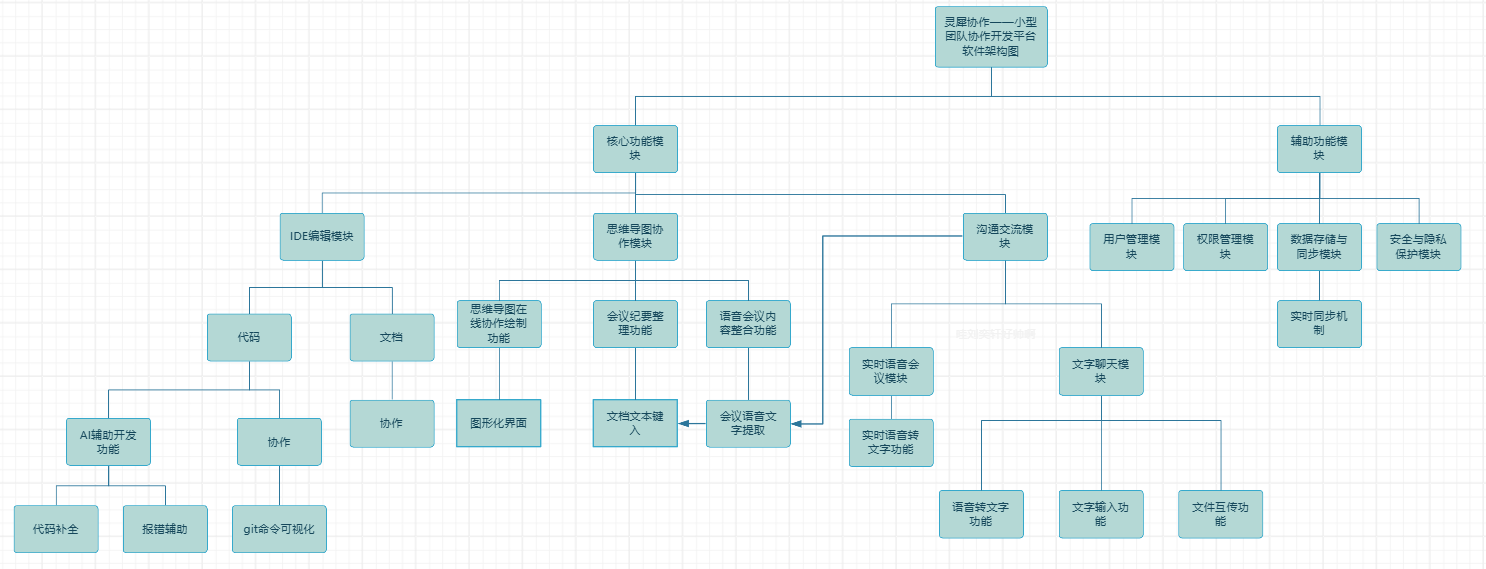 灵犀协作——小型
团队协作开发平台
软件架构图
核心功能模
块
辅助功能模
块
IDE编辑模块
思维导图协
作模块
沟通交流模
块
用户管理模
块
权限管理模
块
数据存储与
同步模块
安全与隐私
保护模块
代码
文档
思维导图在
线协作绘制
功能
会议纪要整
理功能
语音会议内
容整合功能
实时同步机
制
实时语音会
议模块
文字聊天模
块
AI辅助开发
功能
协作
协作
图形化界面
文档文本键
入
会议语音文
字提取
实时语音转
文字功能
代码补全
报错辅助
git命令可视化
语音转文字
功能
文字输入功
能
文件互传功
能